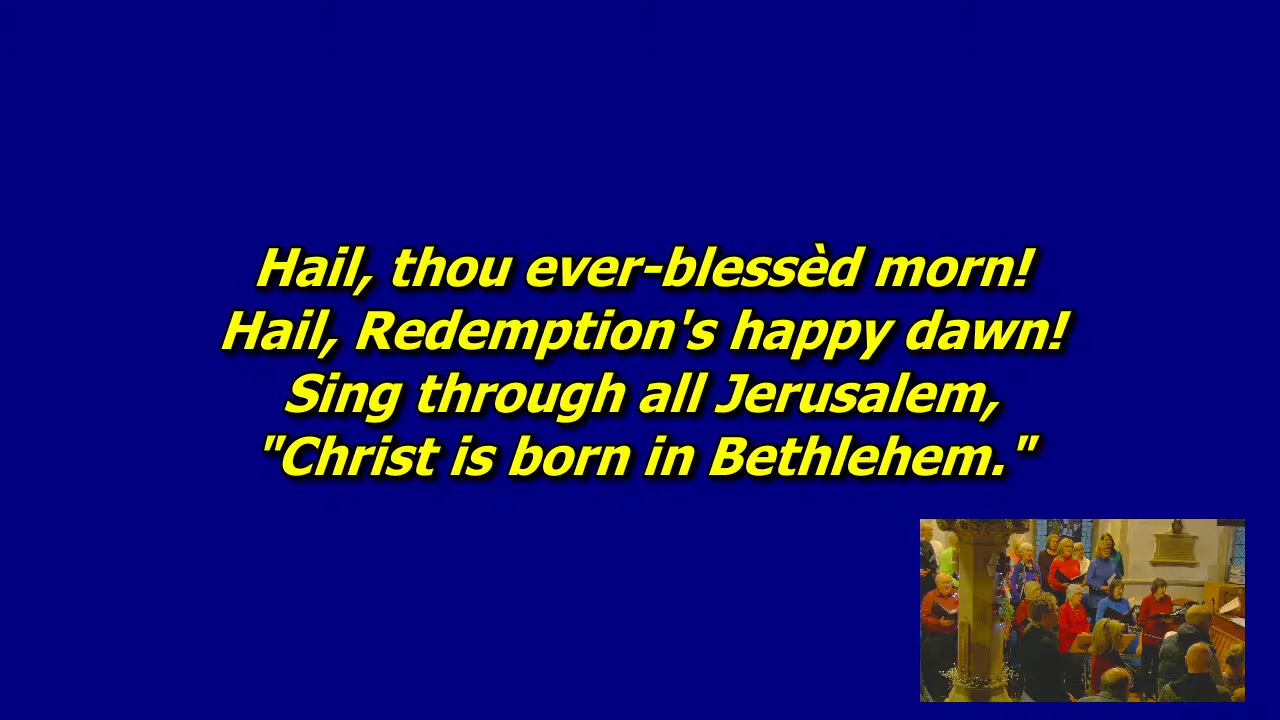 Hail, thou ever-blessèd morn!
Hail, Redemption's happy dawn!
Sing through all Jerusalem,
"Christ is born in Bethlehem."